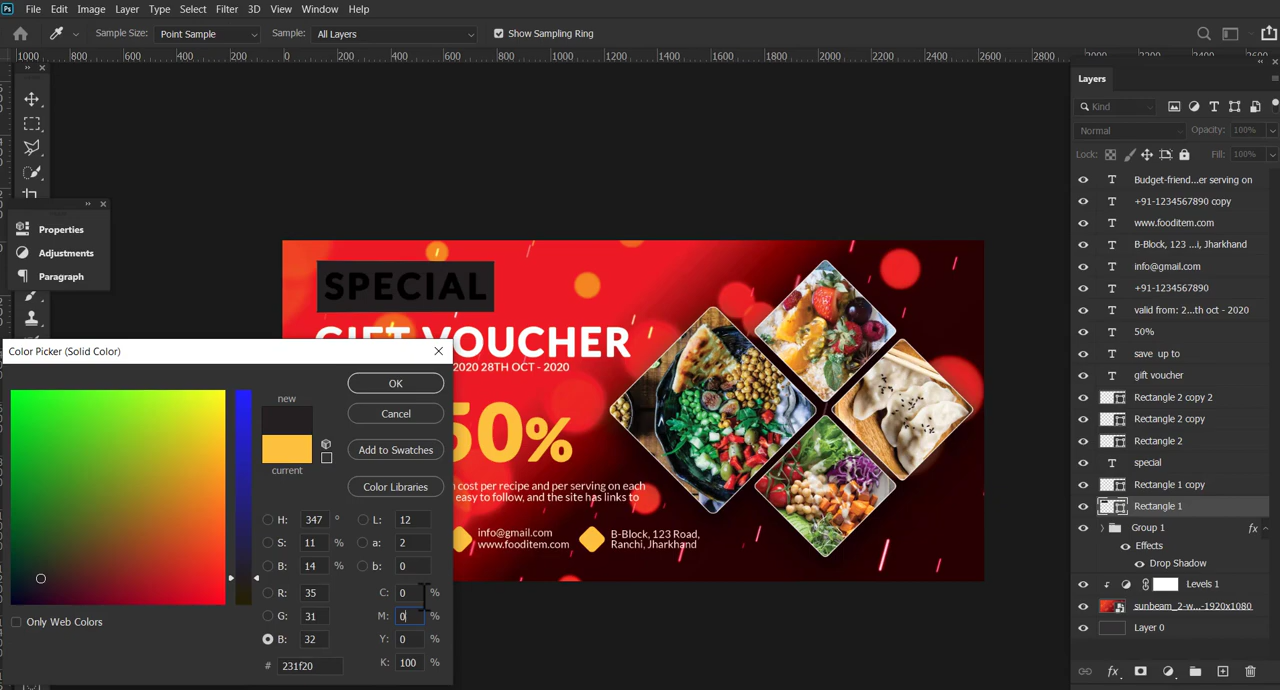 Ps File Edit Image Layer Type Select Filter 3D View Window Help
Sample Size: Point Sample Sample: All Layers Show Sampling Ring
1000 800 600 400 200 0 200 400 600 800 1000 1200 1400 1600 1800 2000 2200 2400 2600 2800
Properties
Adjustments
Paragraph
SPECIAL
GIFT VOUCHER
2020 28TH OCT - 2020
50%
cost per recipe and per serving on each
easy to follow, and the site has links to
info@gmail.com
www.fooditem.com
B-Block, 123 Road,
Ranchi, Jharkhand
Color Picker (Solid Color)
new
current
OK
Cancel
Add to Swatches
Color Libraries
H: 347 °
S: 11 %
B: 14 %
R: 35
G: 31
B: 32
# 231f20
L: 12
a: 2
b: 0
C: 0 %
M: 0 %
Y: 0 %
K: 100 %
Only Web Colors
Layers
Kind
Normal Opacity: 100%
Lock: Fill: 100%
T Budget-friend...er serving on
T +91-1234567890 copy
T www.fooditem.com
T B-Block, 123 ...i, Jharkhand
T info@gmail.com
T +91-1234567890
T valid from: 2...th oct - 2020
T 50%
T save up to
T gift voucher
Rectangle 2 copy 2
Rectangle 2 copy
Rectangle 2
T special
Rectangle 1 copy
Rectangle 1
Group 1 fx
Effects
Drop Shadow
Levels 1
sunbeam_2-w...-1920x1080
Layer 0
fx